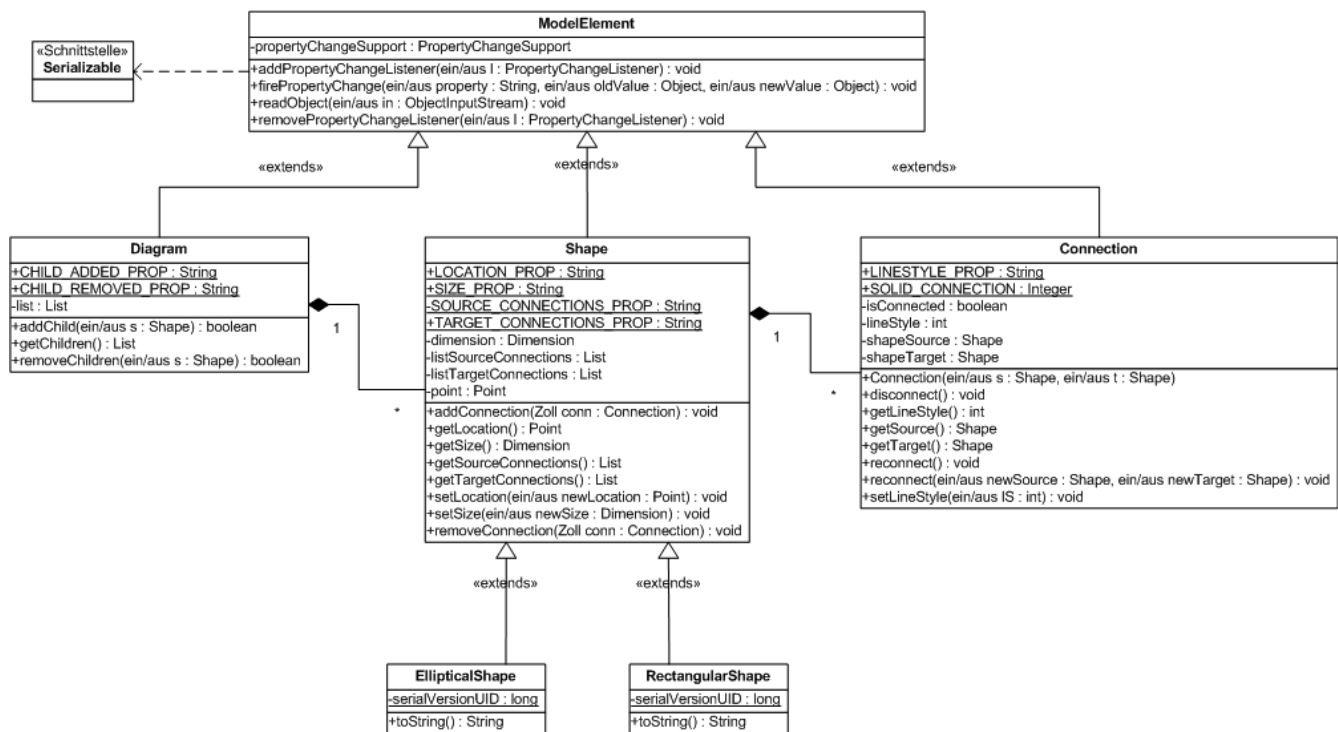 ModelElement
-propertyChangeSupport : PropertyChangeSupport
+addPropertyChangeListener(ein/aus l : PropertyChangeListener) : void
+firePropertyChange(ein/aus property : String, ein/aus oldValue : Object, ein/aus newValue : Object) : void
+readObject(ein/aus in : ObjectInputStream) : void
+removePropertyChangeListener(ein/aus l : PropertyChangeListener) : void
«Schnittstelle»
Serializable
«extends»
«extends»
«extends»
Diagram
+CHILD_ADDED_PROP : String
+CHILD_REMOVED_PROP : String
-list : List
+addChild(ein/aus s : Shape) : boolean
+getChildren() : List
+removeChildren(ein/aus s : Shape) : boolean
1
*
Shape
+LOCATION_PROP : String
+SIZE_PROP : String
-SOURCE_CONNECTIONS_PROP : String
+TARGET_CONNECTIONS_PROP : String
-dimension : Dimension
-listSourceConnections : List
-listTargetConnections : List
-point : Point
+addConnection(Zoll conn : Connection) : void
+getLocation() : Point
+getSize() : Dimension
+getSourceConnections() : List
+getTargetConnections() : List
+setLocation(ein/aus newLocation : Point) : void
+setSize(ein/aus newSize : Dimension) : void
+removeConnection(Zoll conn : Connection) : void
1
*
Connection
+LINESTYLE_PROP : String
+SOLID_CONNECTION : Integer
-isConnected : boolean
-lineStyle : int
-shapeSource : Shape
-shapeTarget : Shape
+Connection(ein/aus s : Shape, ein/aus t : Shape)
+disconnect() : void
+getLineStyle() : int
+getSource() : Shape
+getTarget() : Shape
+reconnect() : void
+reconnect(ein/aus newSource : Shape, ein/aus newTarget : Shape) : void
+setLineStyle(ein/aus lS : int) : void
«extends»
«extends»
EllipticalShape
-serialVersionUID : long
+toString() : String
RectangularShape
-serialVersionUID : long
+toString() : String